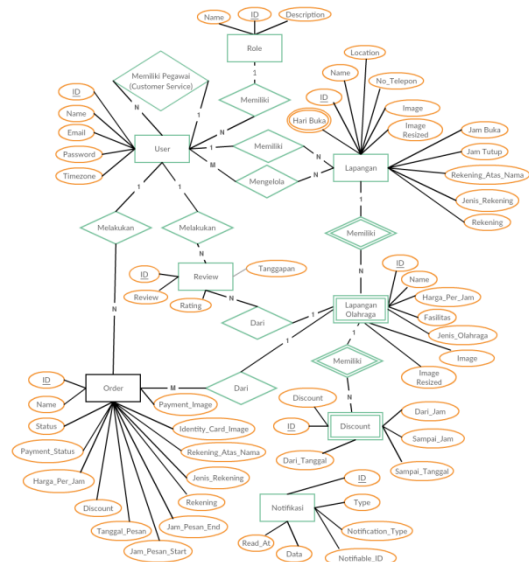 Name
ID
Description
Role
Memiliki Pegawai
(Customer Service)
1
N
1
Memiliki
N
ID
Name
Email
Password
Timezone
User
1
Memiliki
N
M
Mengelola
N
Location
Name
No_Telepon
ID
Image
Hari Buka
Image
Resized
Jam Buka
Jam Tutup
Rekening_Atas_Nama
Jenis_Rekening
Rekening
Lapangan
1
Memiliki
N
1
1
Melakukan
Melakukan
N
N
ID
Review
Tanggapan
Review
Rating
N
Dari
1
1
Lapangan
Olahraga
ID
Name
Harga_Per_Jam
Fasilitas
Jenis_Olahraga
Image
Image
Resized
1
Memiliki
N
Order
M
Dari
ID
Name
Status
Payment_Status
Harga_Per_Jam
Discount
Tanggal_Pesan
Jam_Pesan_Start
Jam_Pesan_End
Rekening
Jenis_Rekening
Rekening_Atas_Nama
Identity_Card_Image
Payment_Image
Discount
ID
Dari_Tanggal
Discount
Dari_Jam
Sampai_Jam
Sampai_Tanggal
Notifikasi
ID
Type
Notification_Type
Notifiable_ID
Data
Read_At